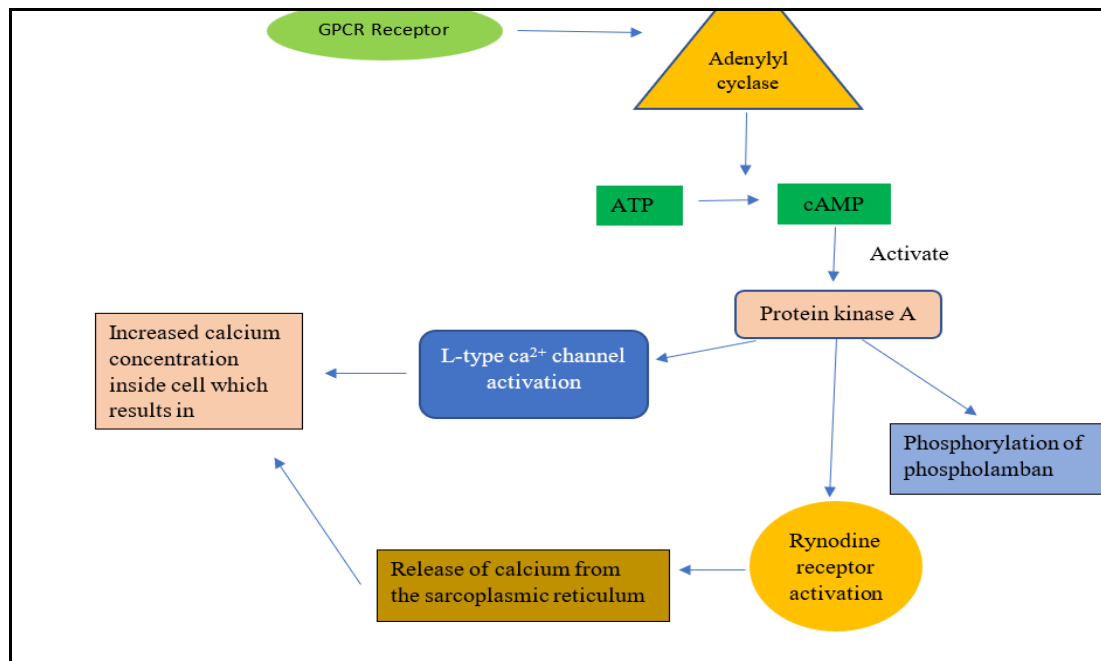 GPCR Receptor
Adenylyl
cyclase
ATP
cAMP
Activate
Protein kinase A
Increased calcium
concentration
inside cell which
results in
L-type ca²⁺ channel
activation
Phosphorylation of
phospholamban
Rynodine
receptor
activation
Release of calcium from
the sarcoplasmic reticulum